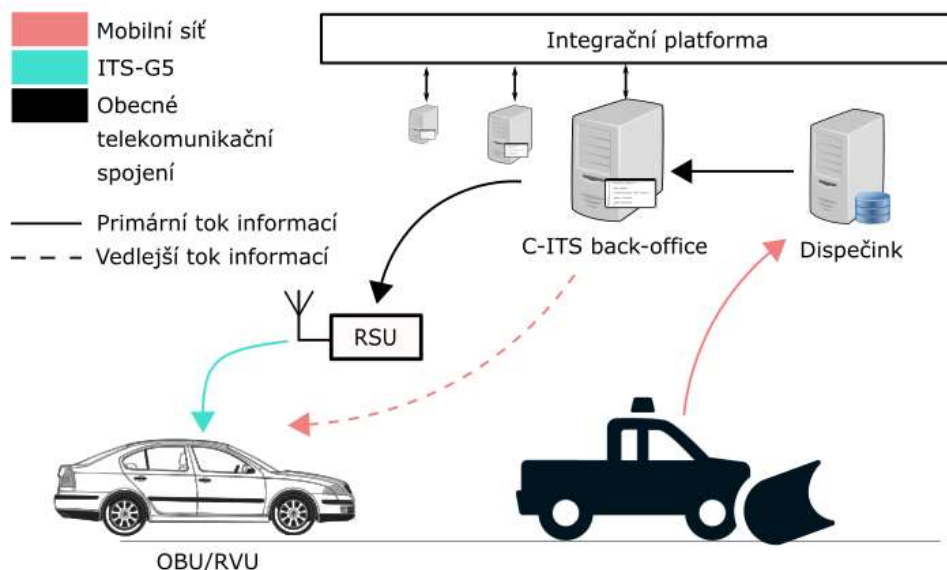 Mobilní síť
Integrační platforma
ITS-G5
Obecné
telekomunikační
spojení
Primární tok informací
Vedlejší tok informací
C-ITS back-office
Dispečink
RSU
OBU/RVU